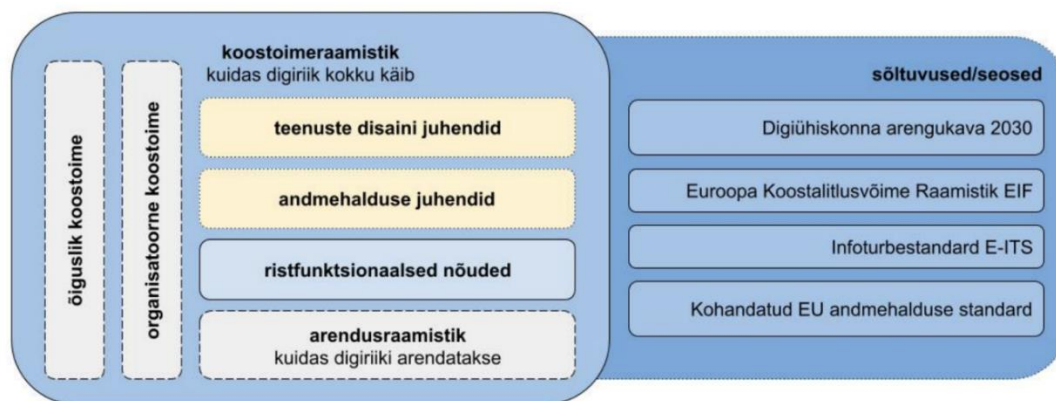 õiguslik koostoime
organisatoorne koostoime
koostoimeraamistik
kuidas digiriik kokku käib
teenuste disaini juhendid
andmehalduse juhendid
ristfunktsionaalsed nõuded
arendusraamistik
kuidas digiriiki arendatakse
sõltuvused/seosed
Digiühiskonna arengukava 2030
Euroopa Koostalitlusvõime Raamistik EIF
Infoturbestandard E-ITS
Kohandatud EU andmehalduse standard